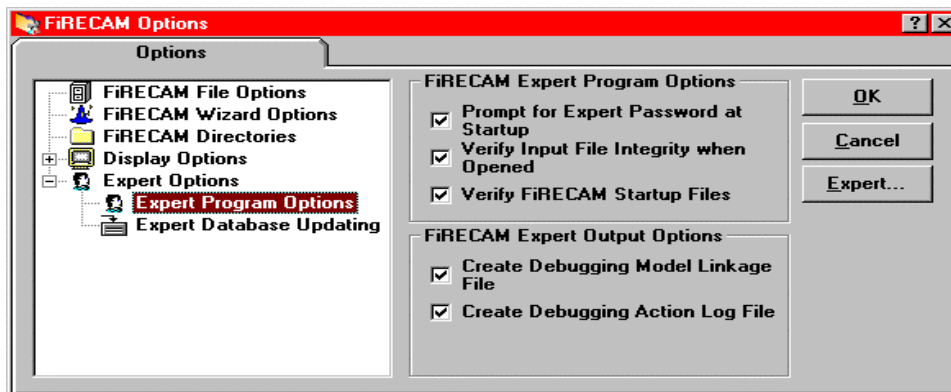 FiRECAM Options
Options
FiRECAM File Options
FiRECAM Wizard Options
FiRECAM Directories
Display Options
Expert Options
Expert Program Options
Expert Database Updating
FiRECAM Expert Program Options
Prompt for Expert Password at
Startup
Verify Input File Integrity when
Opened
Verify FiRECAM Startup Files
FiRECAM Expert Output Options
Create Debugging Model Linkage
File
Create Debugging Action Log File
OK
Cancel
Expert...